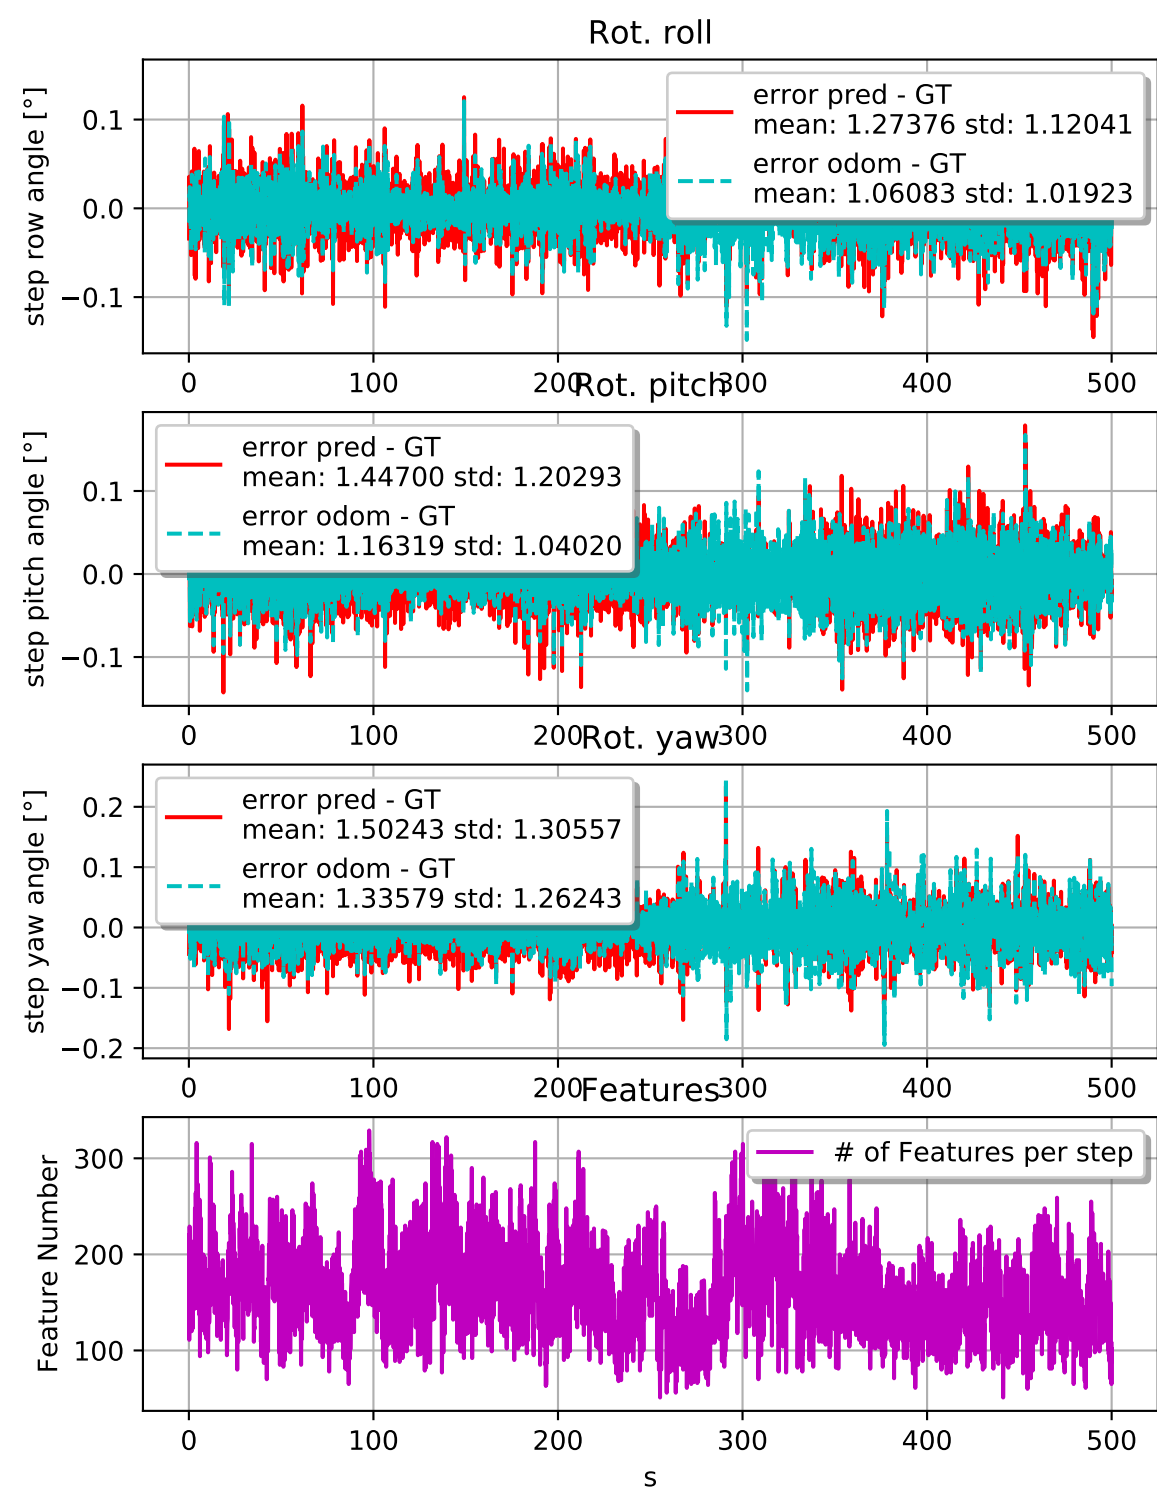 Rot. roll
step row angle [°]
0.1
0.0
−0.1
error pred - GT
mean: 1.27376 std: 1.12041
error odom - GT
mean: 1.06083 std: 1.01923
0 100 200 300 400 500
Rot. pitch
step pitch angle [°]
0.1
0.0
−0.1
error pred - GT
mean: 1.44700 std: 1.20293
error odom - GT
mean: 1.16319 std: 1.04020
0 100 200 300 400 500
Rot. yaw
step yaw angle [°]
0.2
0.1
0.0
−0.1
−0.2
error pred - GT
mean: 1.50243 std: 1.30557
error odom - GT
mean: 1.33579 std: 1.26243
0 100 200 300 400 500
Features
Feature Number
300
200
100
# of Features per step
0 100 200 300 400 500
s